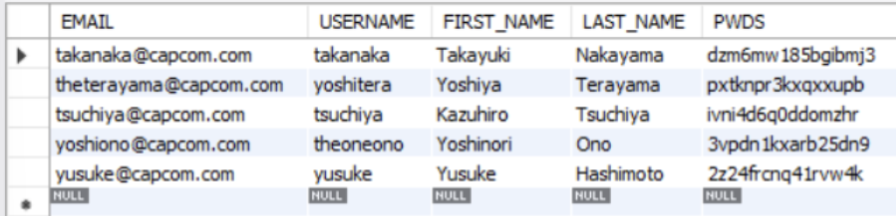 EMAIL USERNAME FIRST_NAME LAST_NAME PWDS
takanaka@capcom.com takanaka Takayuki Nakayama dzm6mw185bgibmj3
theterayama@capcom.com yoshitera Yoshiya Terayama pxtknpr3kxqxxupb
tsuchiya@capcom.com tsuchiya Kazuhiro Tsuchiya ivni4d6q0ddomzhr
yoshiono@capcom.com theoneono Yoshinori Ono 3vpdn1kxarb25dn9
yusuke@capcom.com yusuke Yusuke Hashimoto 2z24frcnq41rvw4k
NULL NULL NULL NULL NULL